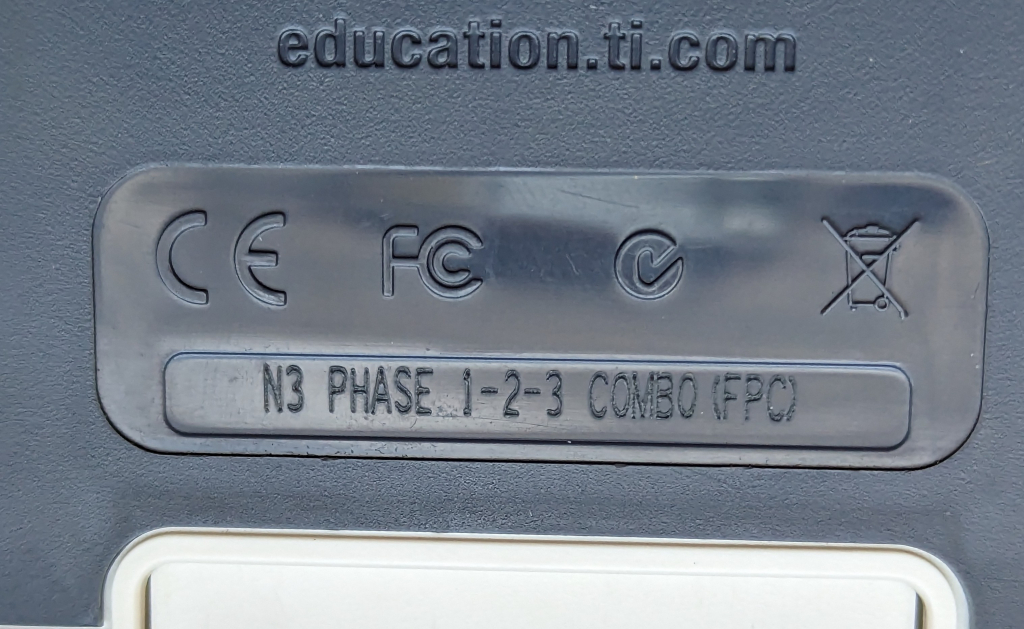 education.ti.com
CE FC
N3 PHASE 1-2-3 COMBO (FPC)